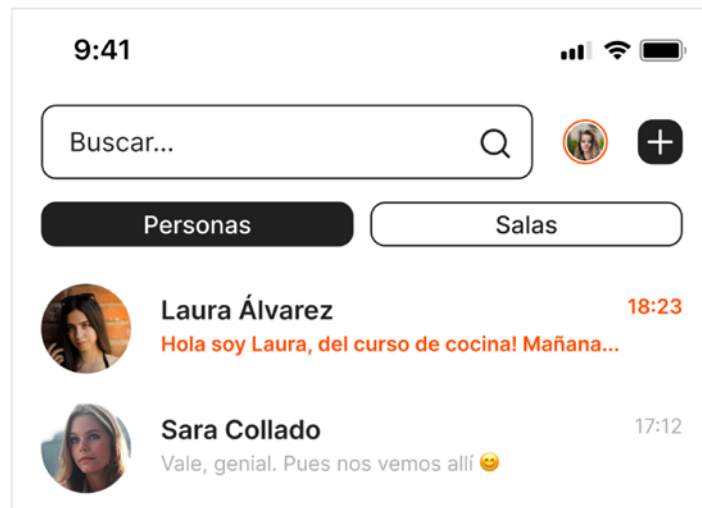 9:41
Buscar...
Personas Salas
Laura Álvarez 18:23
Hola soy Laura, del curso de cocina! Mañana...
Sara Collado 17:12
Vale, genial. Pues nos vemos allí 😊